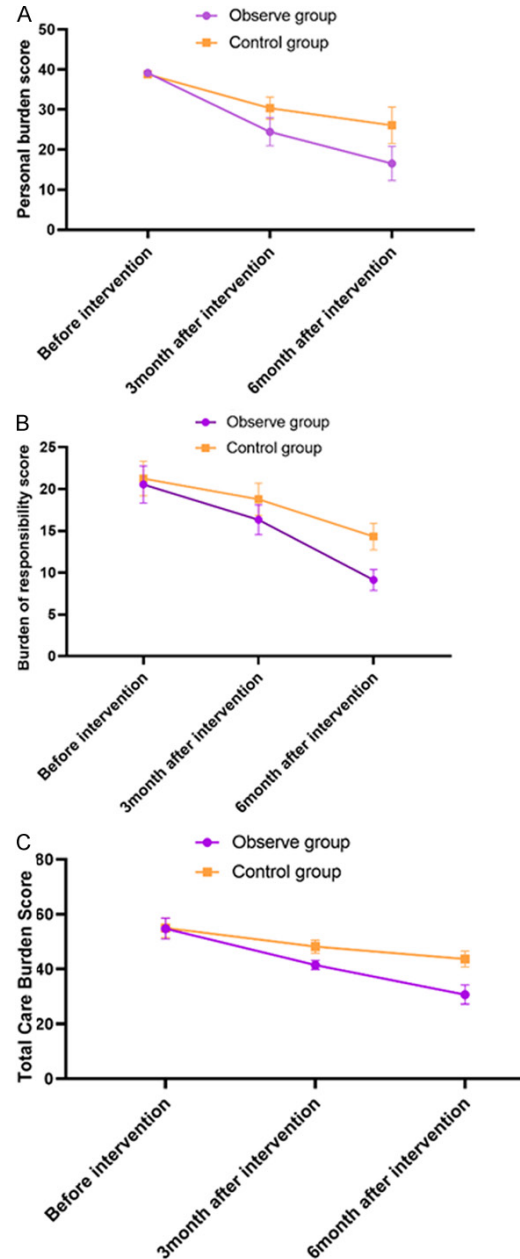 A
Observe group
Control group
Personal burden score
50
40
30
20
10
0
Before intervention
3month after intervention
6month after intervention
B
Observe group
Control group
Burden of responsibility score
25
20
15
10
5
0
Before intervention
3month after intervention
6month after intervention
C
Observe group
Control group
Total Care Burden Score
80
60
40
20
0
Before intervention
3month after intervention
6month after intervention